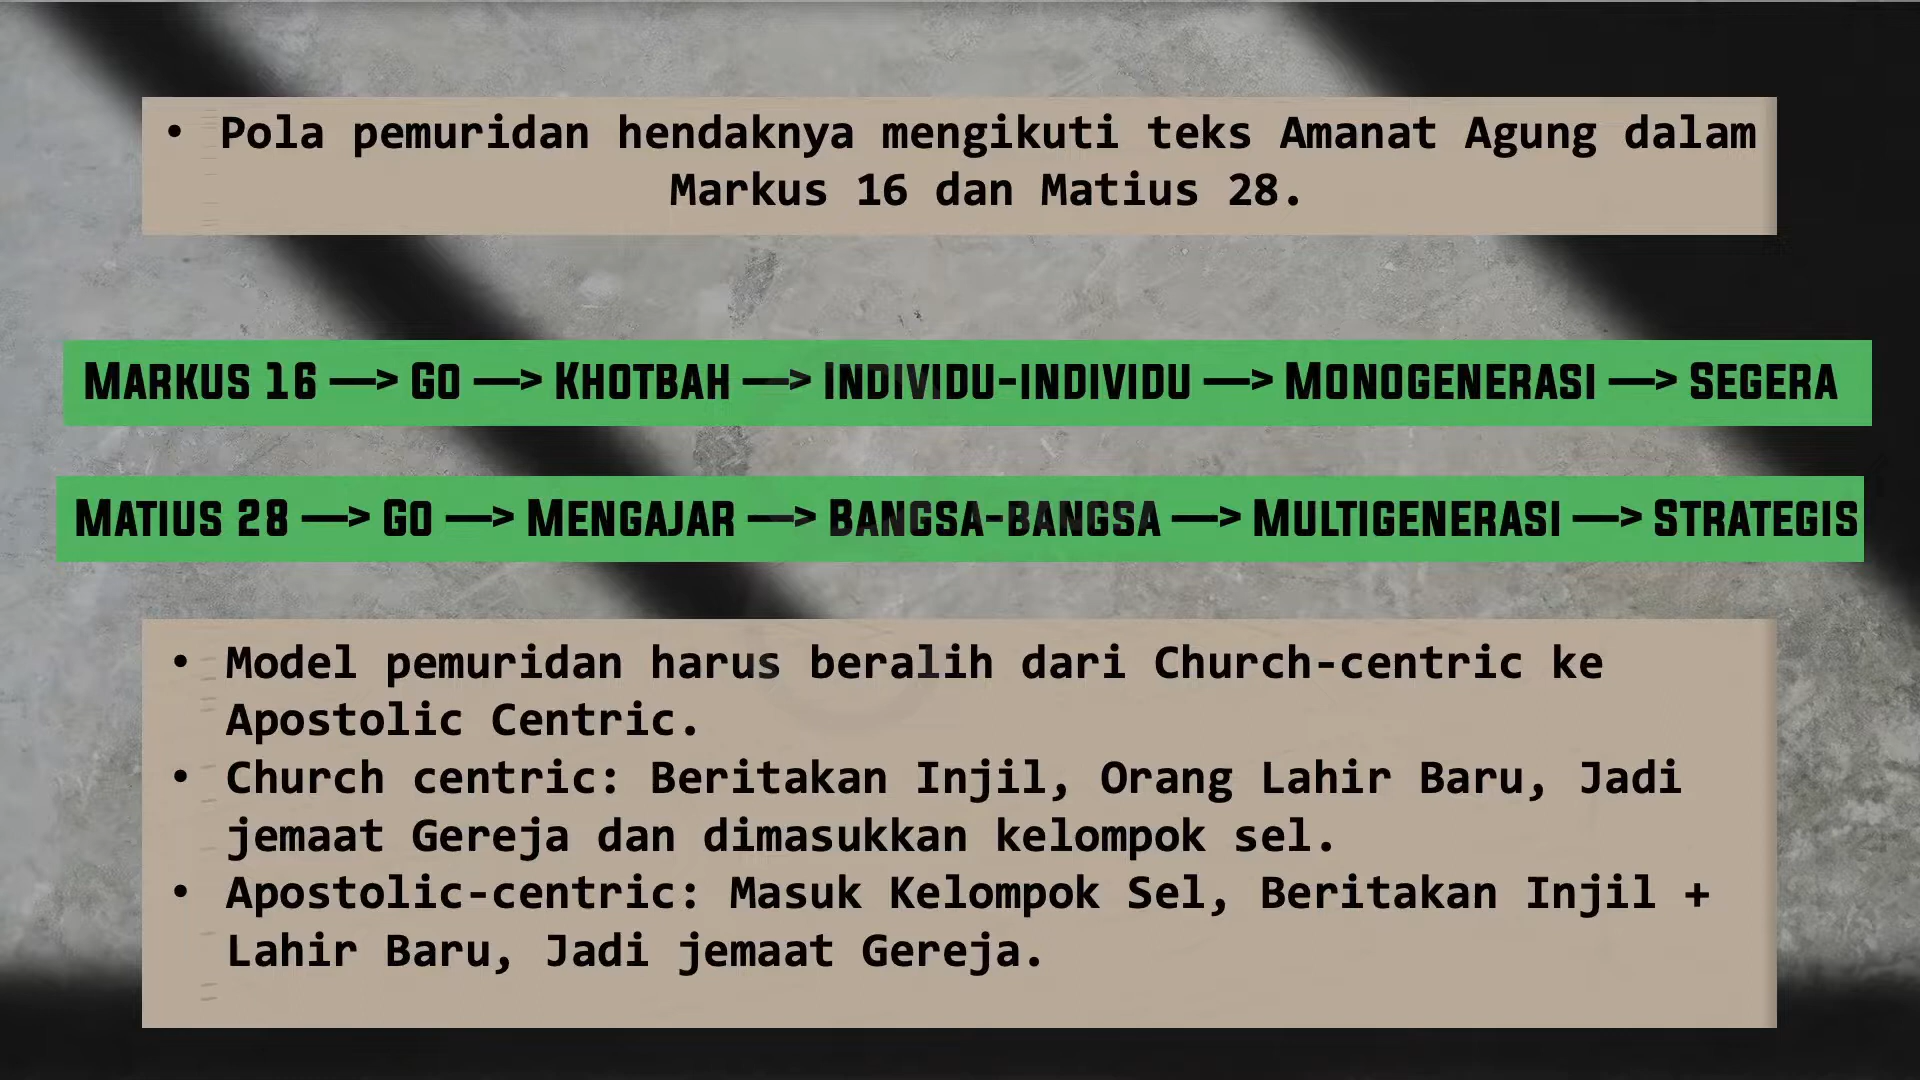 • Pola pemuridan hendaknya mengikuti teks Amanat Agung dalam
Markus 16 dan Matius 28.
Markus 16 —> Go —> Khotbah —> Individu-individu —> Monogenerasi —> Segera
Matius 28 —> Go —> Mengajar —> Bangsa-bangsa —> Multigenerasi —> Strategis
• Model pemuridan harus beralih dari Church-centric ke
Apostolic Centric.
• Church centric: Beritakan Injil, Orang Lahir Baru, Jadi
jemaat Gereja dan dimasukkan kelompok sel.
• Apostolic-centric: Masuk Kelompok Sel, Beritakan Injil +
Lahir Baru, Jadi jemaat Gereja.